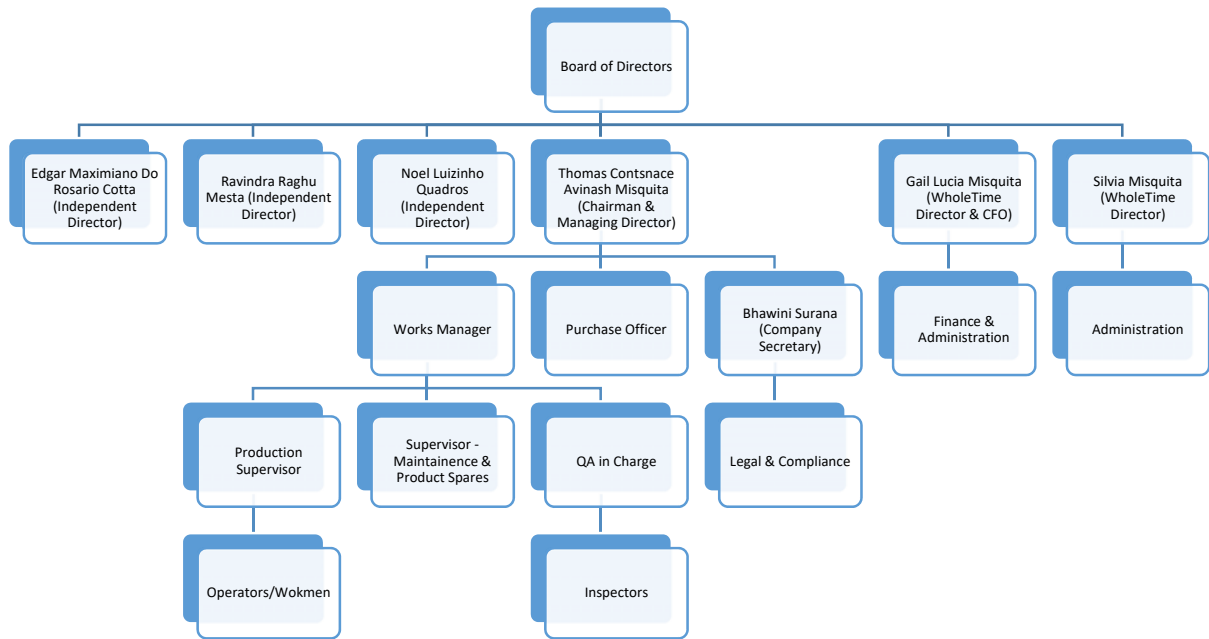 Board of Directors
Edgar Maximiano Do
Rosario Cotta
(Independent
Director)
Ravindra Raghu
Mesta (Independent
Director)
Noel Luizinho
Quadros
(Independent
Director)
Thomas Contsnace
Avinash Misquita
(Chairman &
Managing Director)
Gail Lucia Misquita
(WholeTime
Director & CFO)
Silvia Misquita
(WholeTime
Director)
Works Manager
Purchase Officer
Bhawini Surana
(Company
Secretary)
Finance &
Administration
Administration
Production
Supervisor
Supervisor -
Maintainence &
Product Spares
QA in Charge
Legal & Compliance
Operators/Wokmen
Inspectors